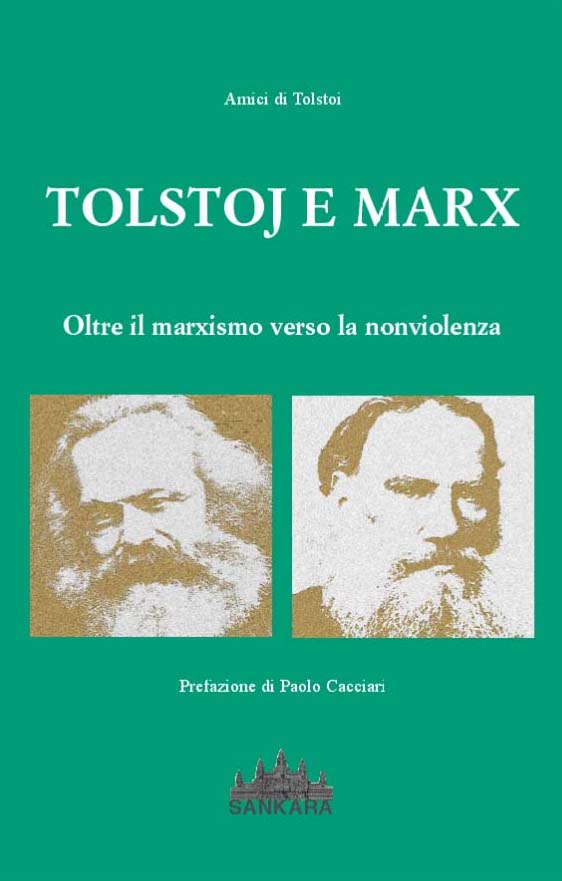 Amici di Tolstoi
TOLSTOJ E MARX
Oltre il marxismo verso la nonviolenza
Prefazione di Paolo Cacciari
SANKARA